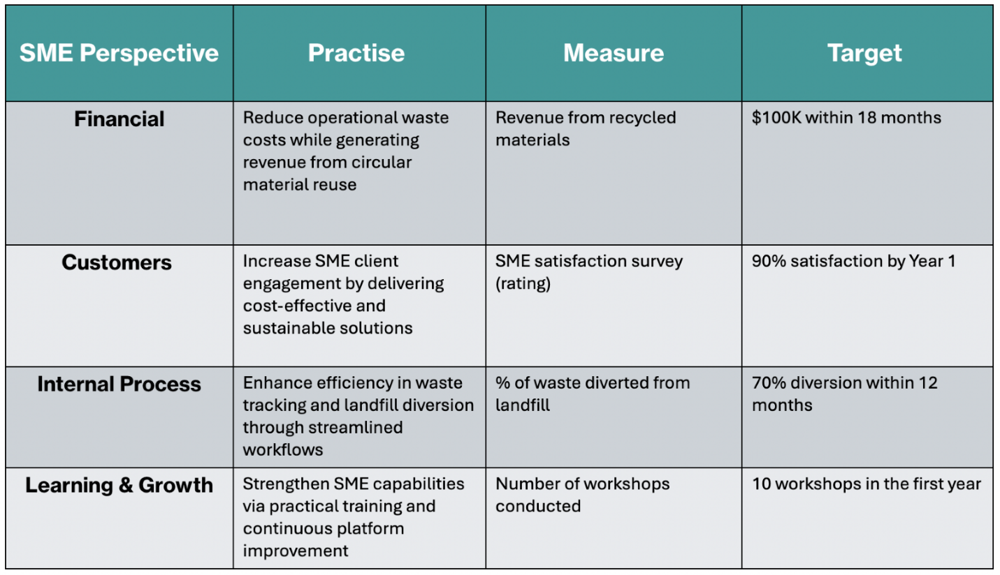 SME Perspective
Practise
Measure
Target
Financial
Reduce operational waste
costs while generating
revenue from circular
material reuse
Revenue from recycled
materials
$100K within 18 months
Customers
Increase SME client
engagement by delivering
cost-effective and
sustainable solutions
SME satisfaction survey
(rating)
90% satisfaction by Year 1
Internal Process
Enhance efficiency in waste
tracking and landfill diversion
through streamlined
workflows
% of waste diverted from
landfill
70% diversion within 12
months
Learning & Growth
Strengthen SME capabilities
via practical training and
continuous platform
improvement
Number of workshops
conducted
10 workshops in the first year